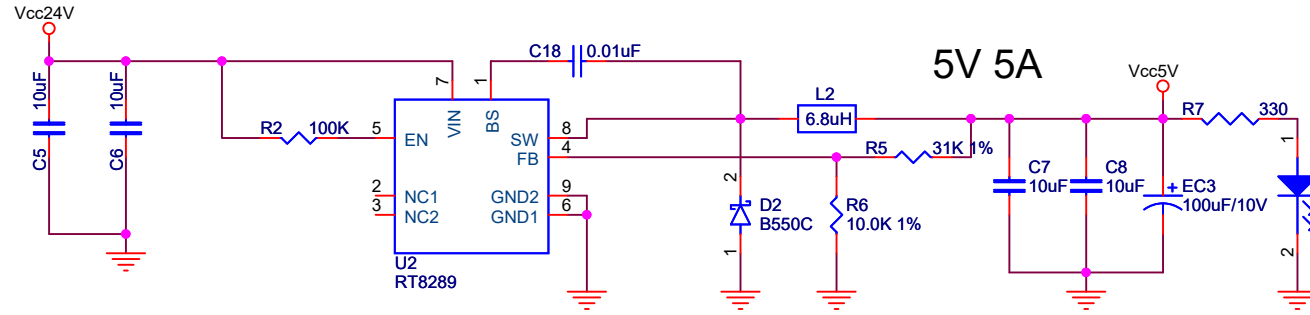 Vcc24V
10uF
10uF
C5
C6
R2 100K
7
1
C18 0.01uF
5
EN
VIN
BS
SW
8
FB
4
2
NC1
3
NC2
GND2
9
GND1
6
U2
RT8289
5V 5A
L2
6.8uH
R5 31K 1%
2
D2
B550C
1
R6
10.0K 1%
C7
10uF
C8
10uF
Vcc5V
+
EC3
100uF/10V
R7 330
1
2